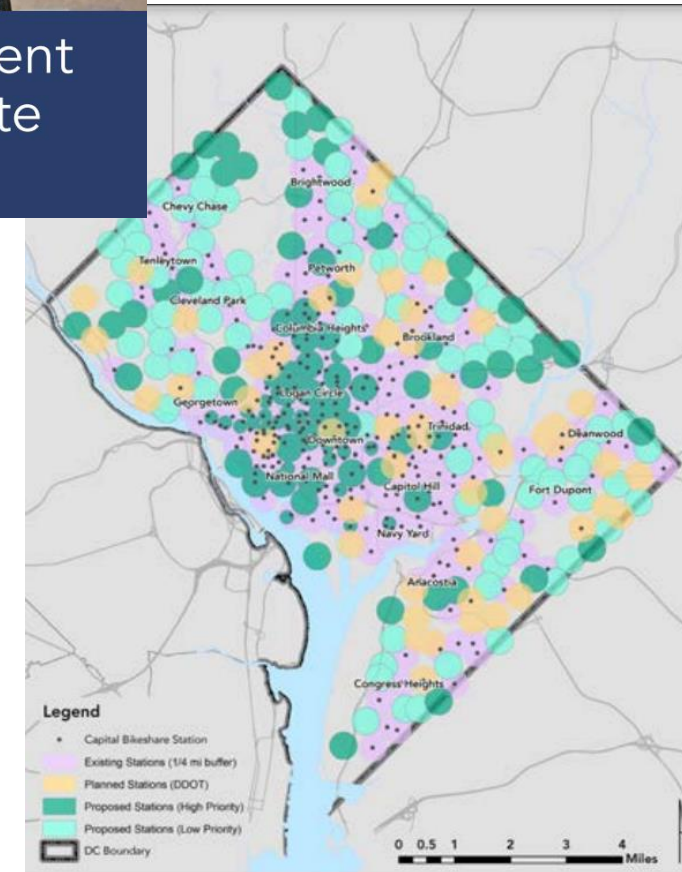 ent
te
Brightwood
Chevy Chase
Tenleytown
Petworth
Cleveland Park
Columbia Heights
Brookland
Logan Circle
Georgetown
Trinidad
Deanwood
Downtown
National Mall
Capitol Hill
Fort Dupont
Navy Yard
Anacostia
Congress Heights
Legend
Capital Bikeshare Station
Existing Stations (1/4 mi buffer)
Planned Stations (DDOT)
Proposed Stations (High Priority)
Proposed Stations (Low Priority)
DC Boundary
0 0.5 1 2 3 4
Miles